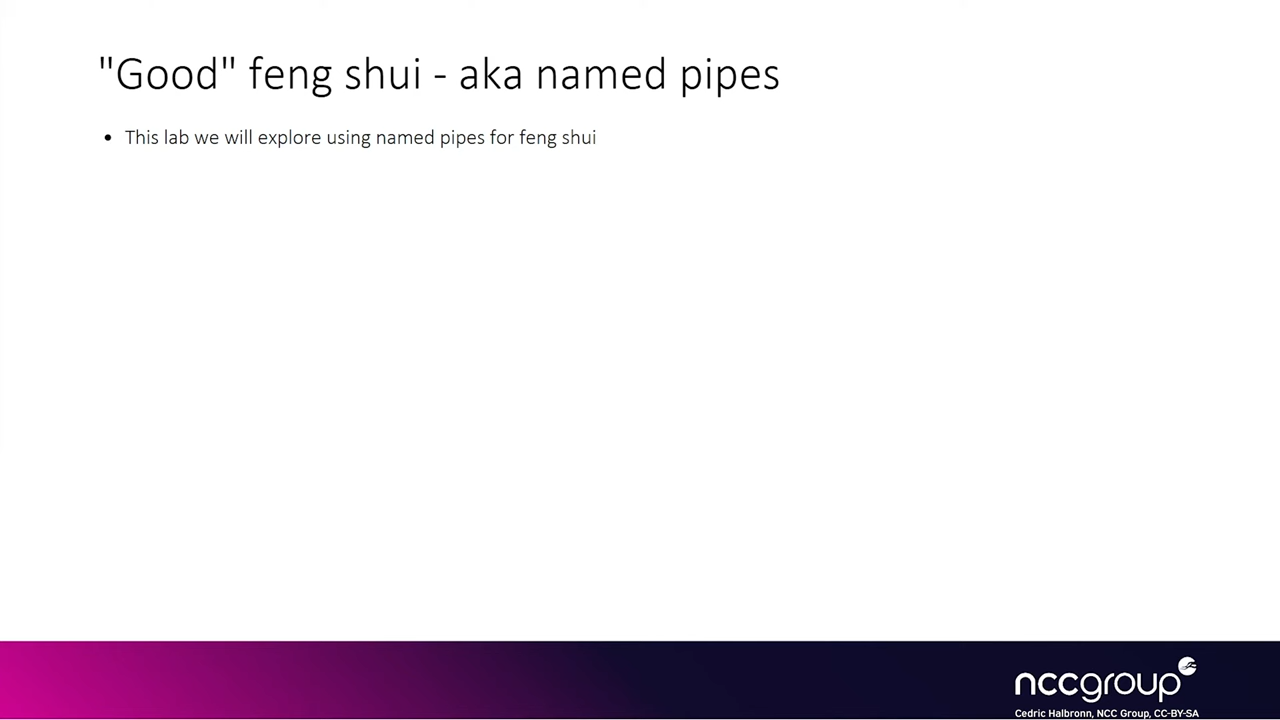 "Good" feng shui - aka named pipes
• This lab we will explore using named pipes for feng shui
nccgroup
Cedric Halbronn, NCC Group, CC-BY-SA